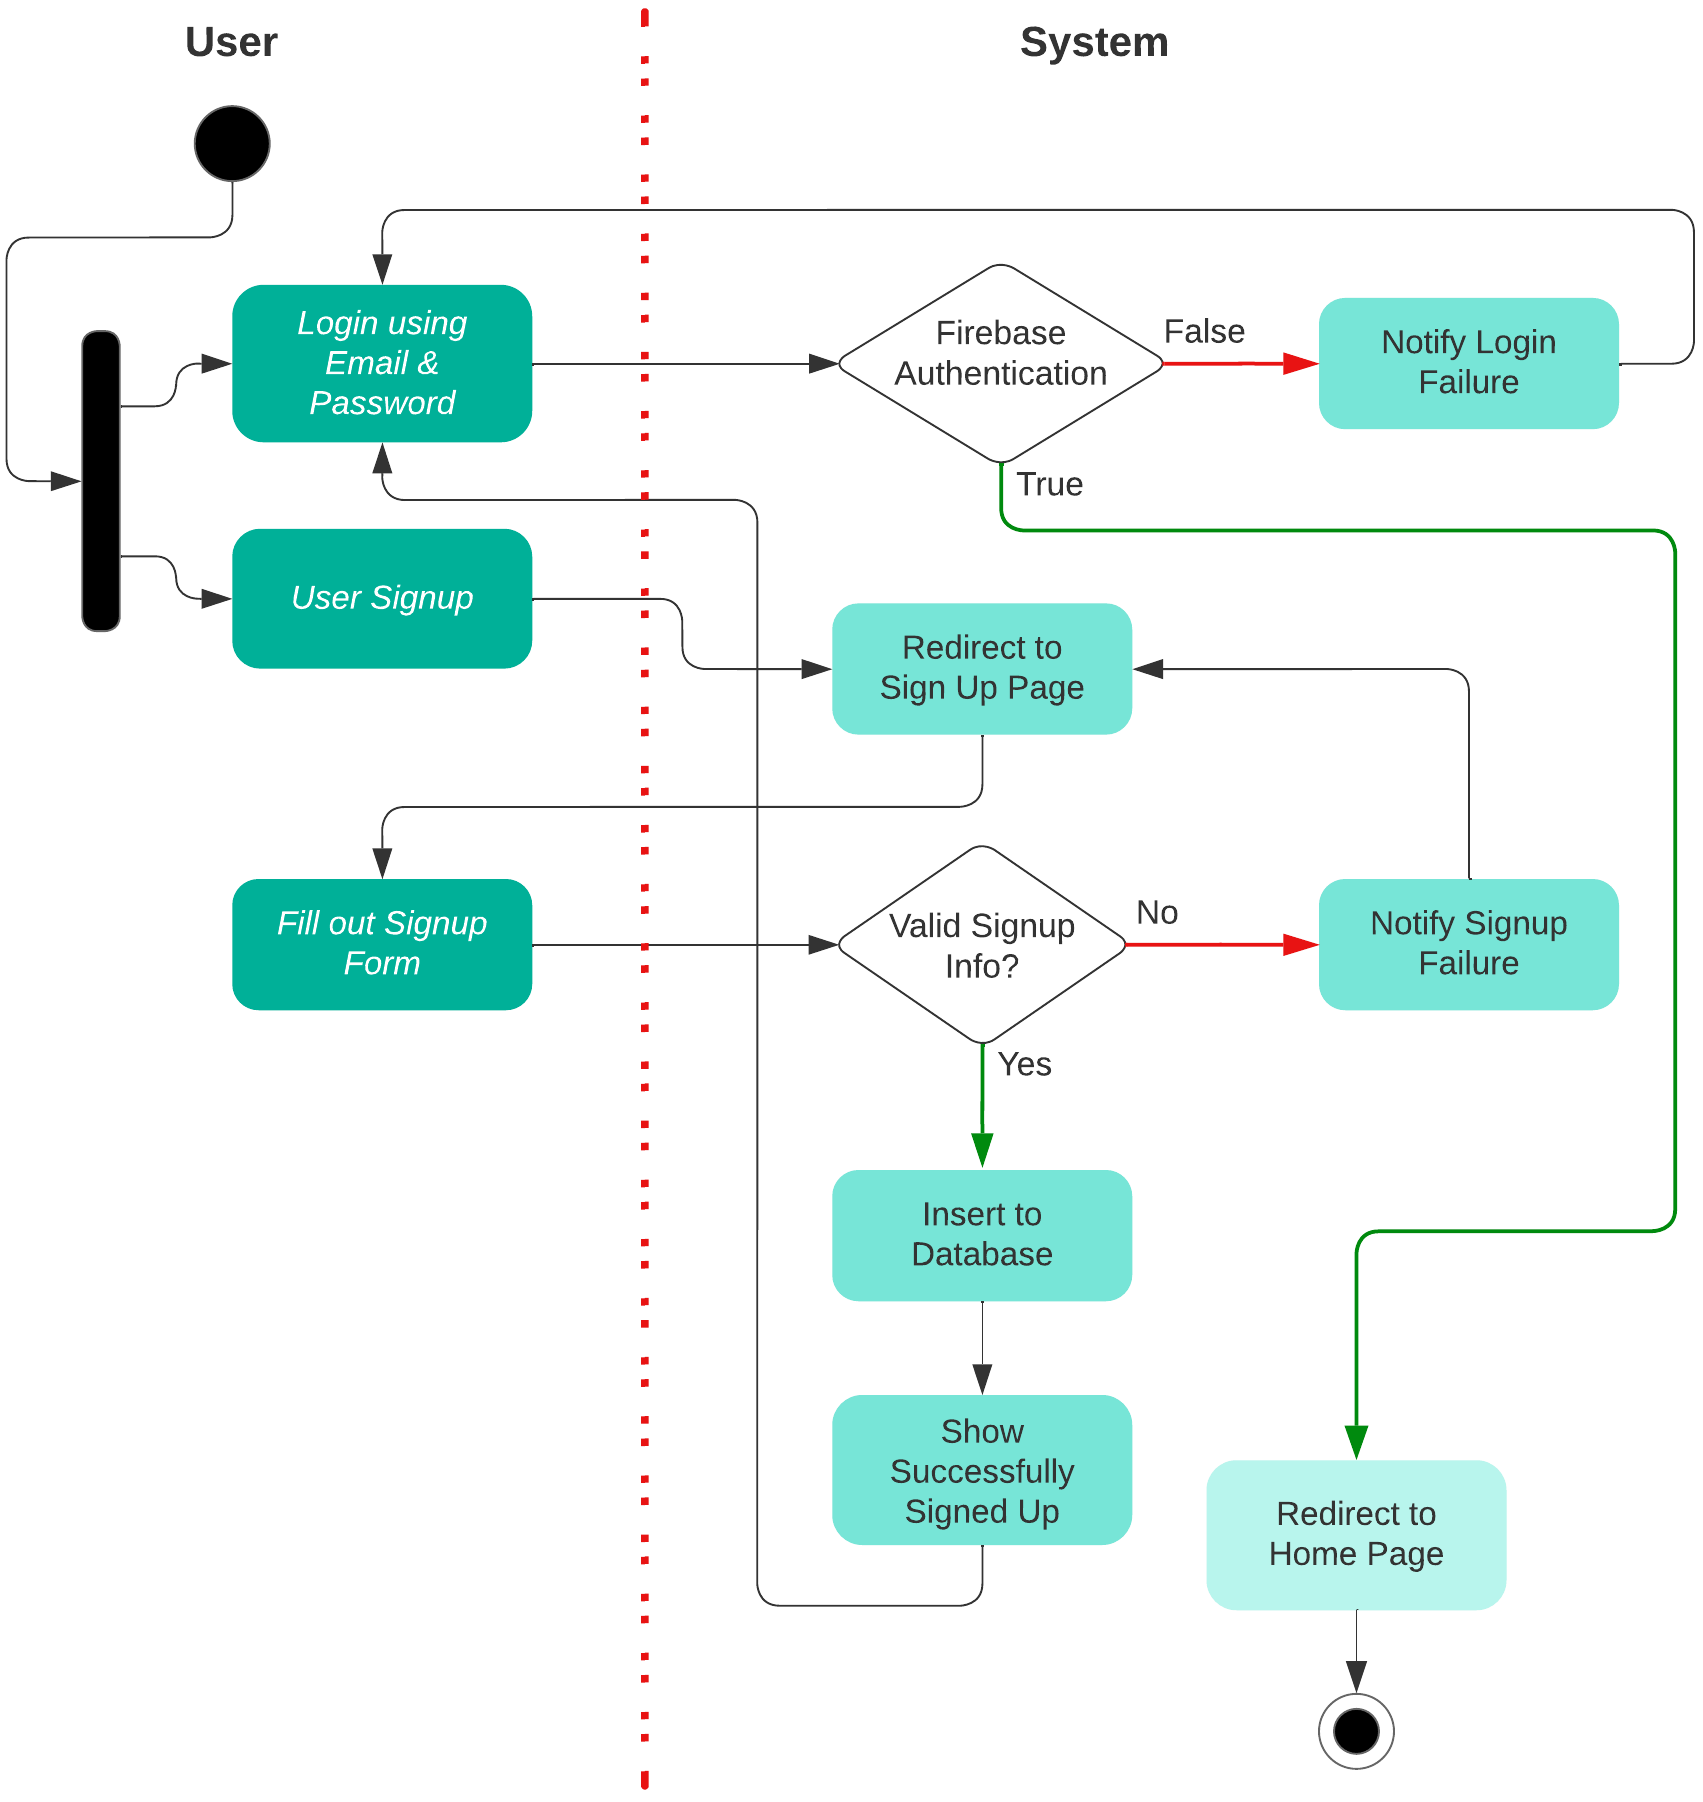 User
System
Login using
Email &
Password
Firebase
Authentication
False
Notify Login
Failure
True
User Signup
Redirect to
Sign Up Page
Fill out Signup
Form
Valid Signup
Info?
No
Notify Signup
Failure
Yes
Insert to
Database
Show
Successfully
Signed Up
Redirect to
Home Page